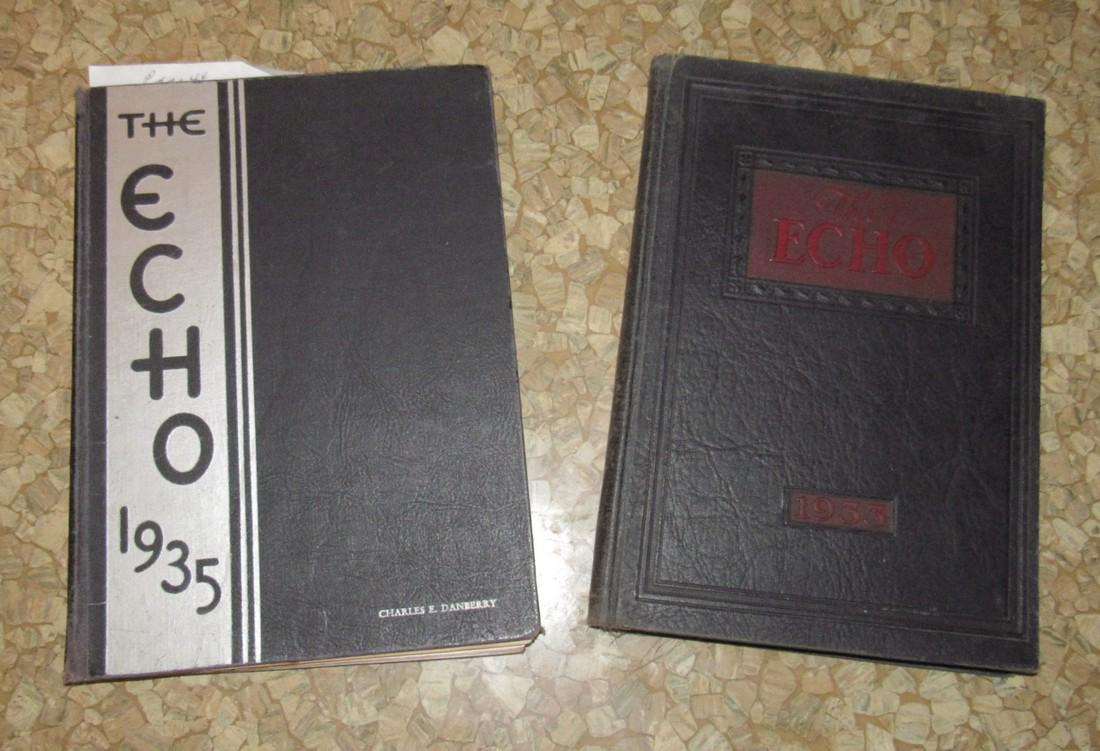 THE
ECHO
1935
CHARLES E. DANBERRY
The
ECHO
1933